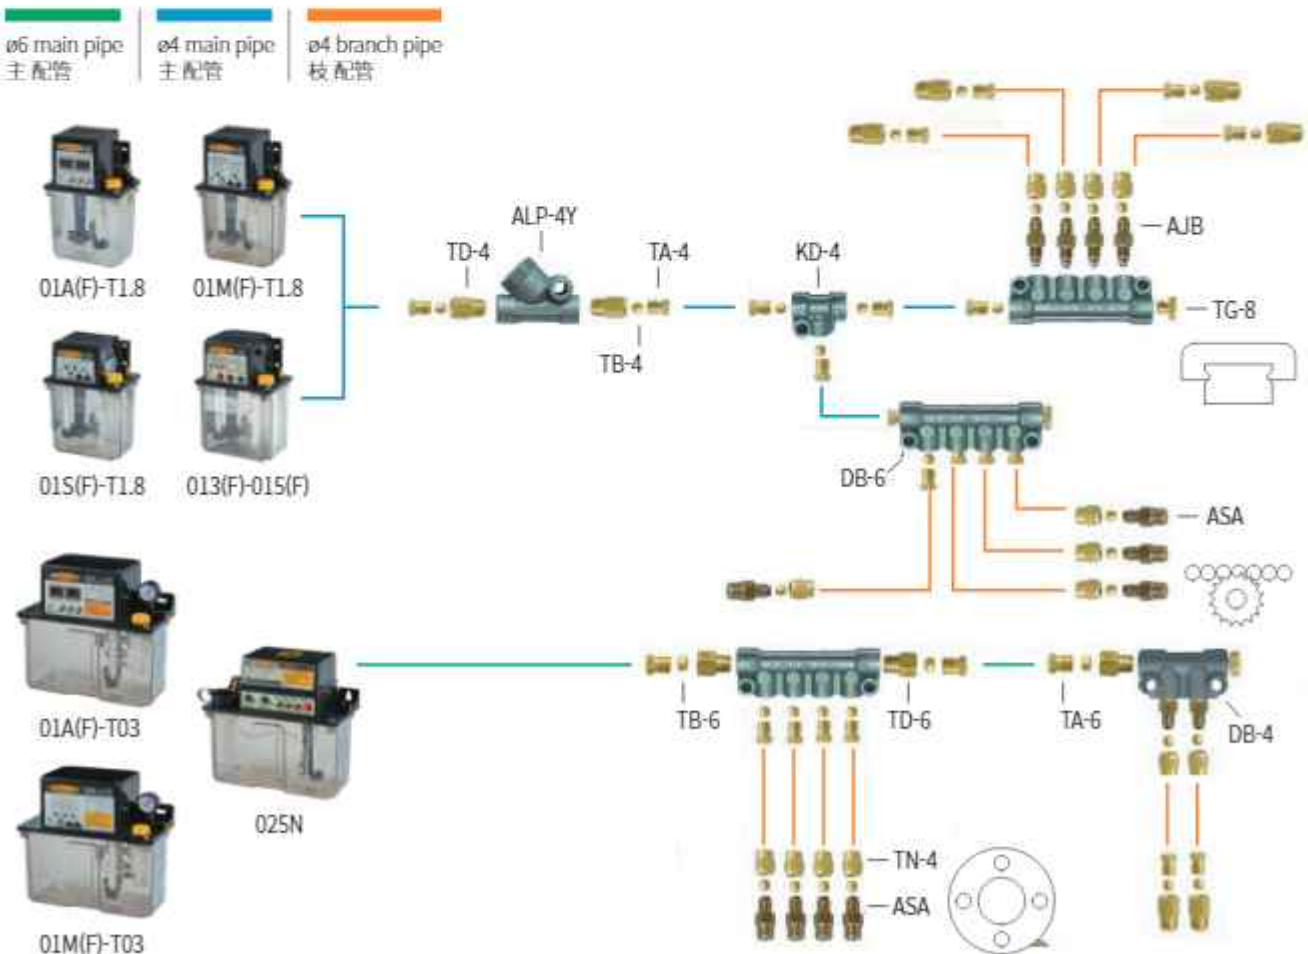 ø6 main pipe
主 配管
ø4 main pipe
主 配管
ø4 branch pipe
枝 配管
01A(F)-T1.8
01M(F)-T1.8
01S(F)-T1.8
013(F)-015(F)
TD-4
ALP-4Y
TA-4
TB-4
KD-4
AJB
TG-8
DB-6
ASA
01A(F)-T03
025N
01M(F)-T03
TB-6
TD-6
TA-6
DB-4
TN-4
ASA